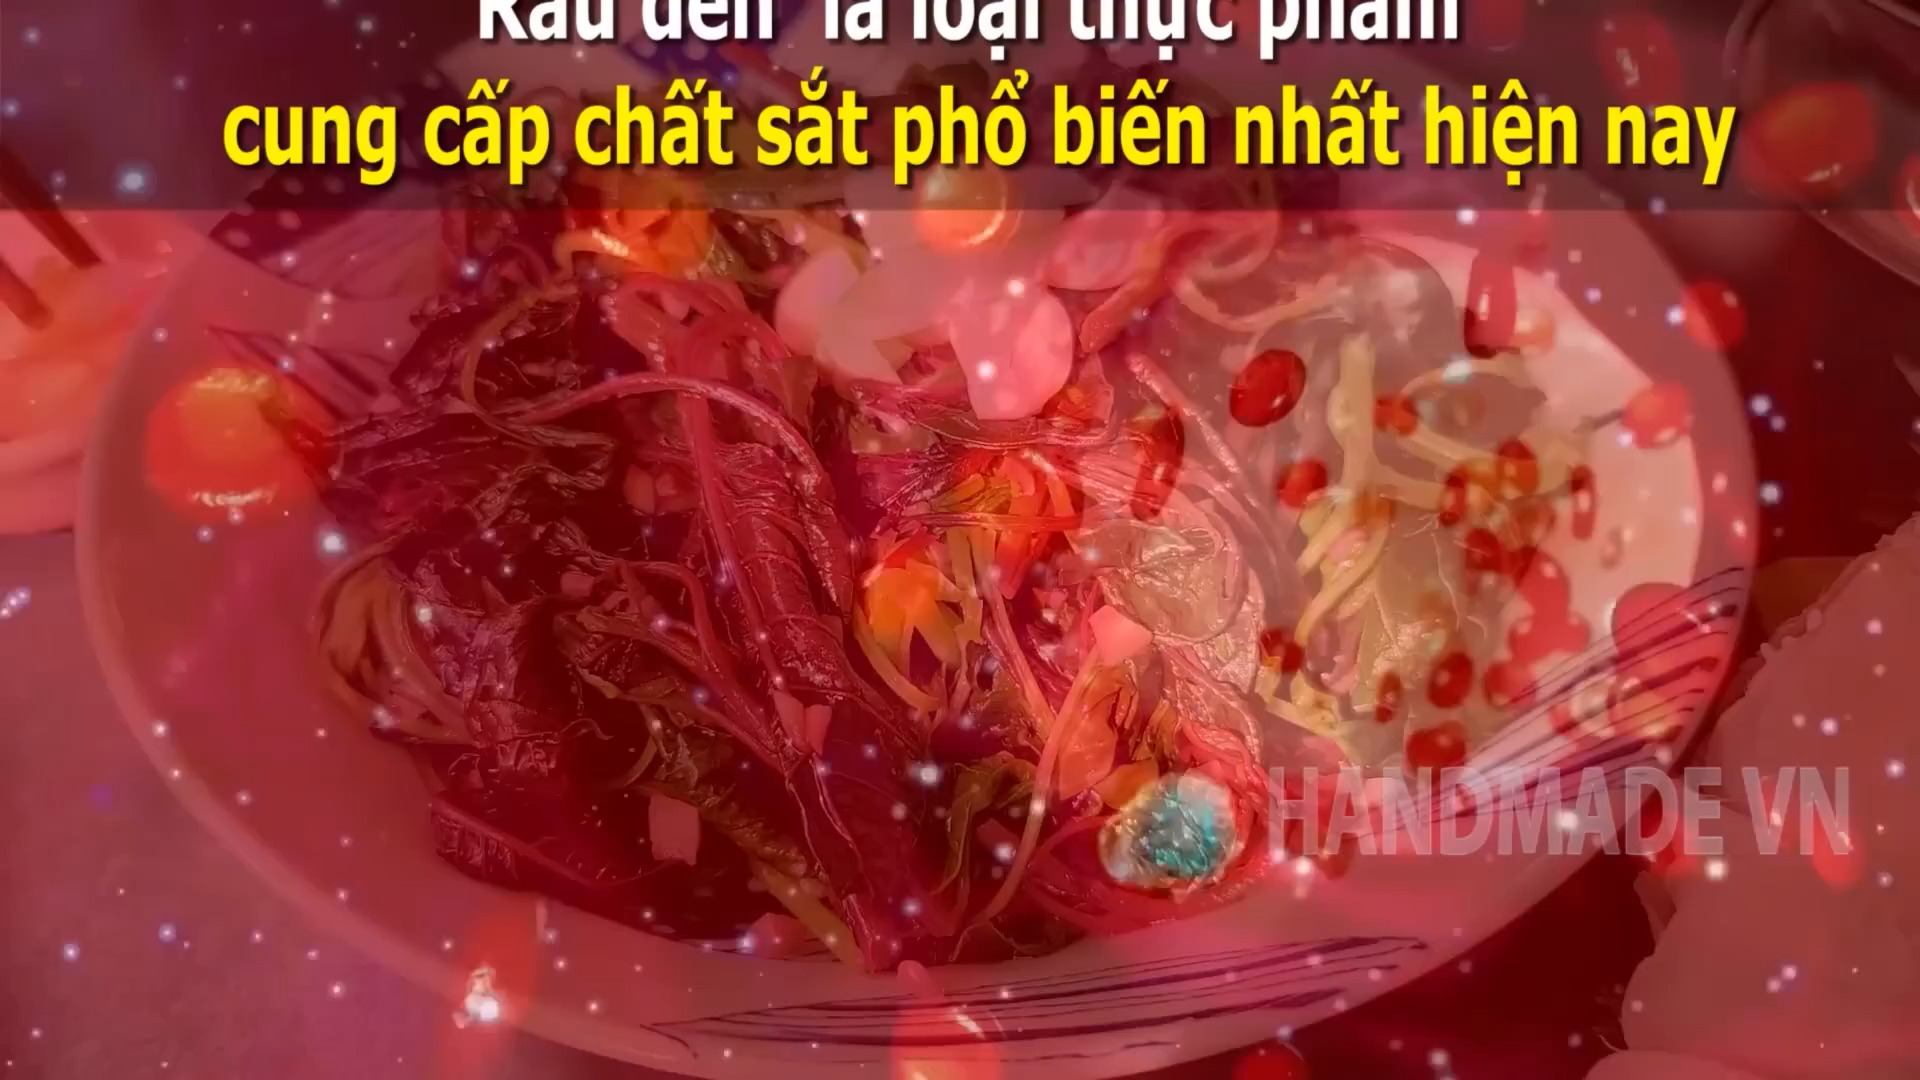 Rau dền là loại thực phẩm
cung cấp chất sắt phổ biến nhất hiện nay
HANDMADE VN